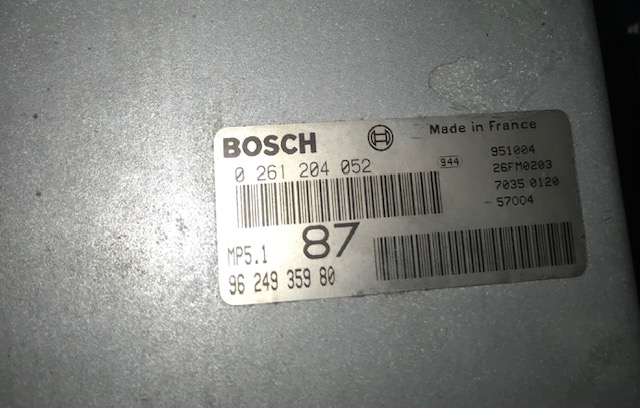 BOSCH
Made in France
0 261 204 052
944
951004
26FM0203
7035 0120
- 57004
MP5.1
87
96 249 359 80